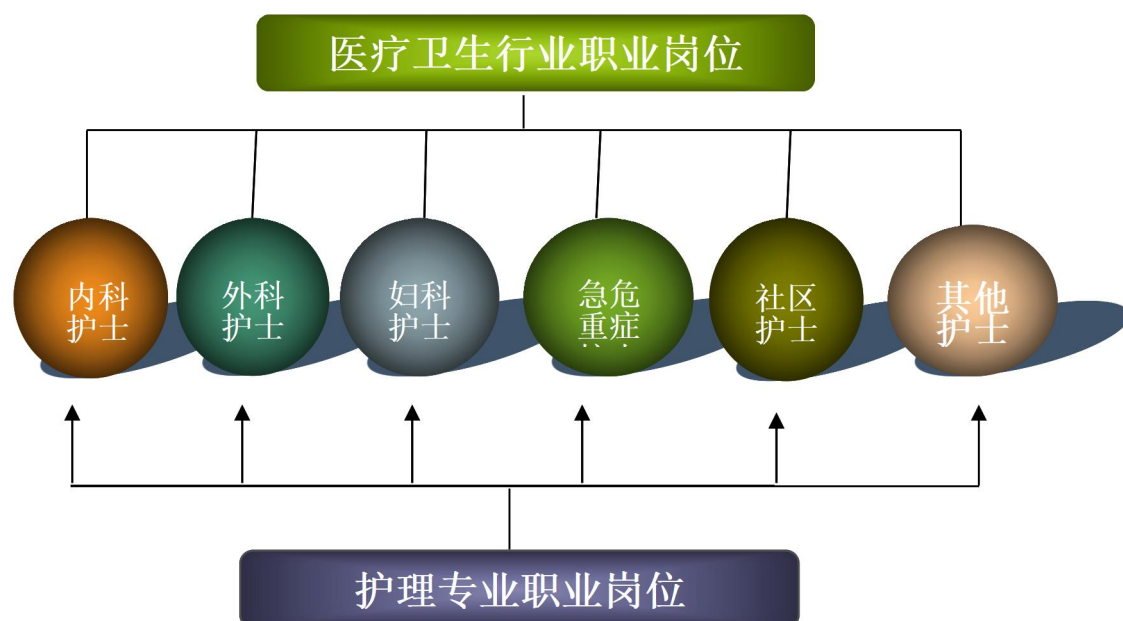 医疗卫生行业职业岗位
内科
护士
外科
护士
妇科
护士
急危
重症
社区
护士
其他
护士
护理专业职业岗位